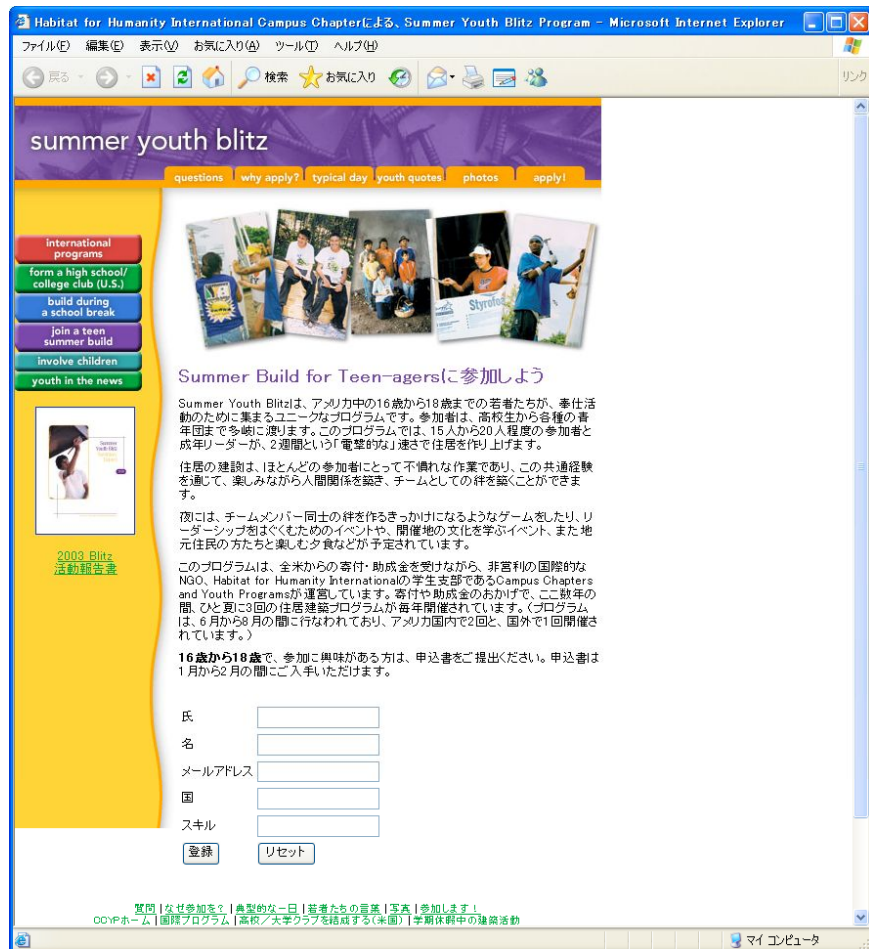 Habitat for Humanity International Campus Chapterによる、Summer Youth Blitz Program - Microsoft Internet Explorer
ファイル(F) 編集(E) 表示(V) お気に入り(A) ツール(T) ヘルプ(H)
戻る 検索 お気に入り リンク
summer youth blitz
questions why apply? typical day youth quotes photos apply!
international
programs
form a high school/
college club (U.S.)
build during
a school break
join a teen
summer build
involve children
youth in the news
Summer
Youth Blitz
2003 Blitz
活動報告書
Styrofoa
Summer Build for Teen-agersに参加しよう
Summer Youth Blitzは、アメリカ中の16歳から18歳までの若者たちが、奉仕活
動のために集まるユニークなプログラムです。参加者は、高校生から各種の青
年団まで多岐に渡ります。このプログラムでは、15人から20人程度の参加者と
成年リーダーが、2週間という「電撃的な」速さで住居を作り上げます。
住居の建設は、ほとんどの参加者にとって不慣れな作業であり、この共通経験
を通じて、楽しみながら人間関係を築き、チームとしての絆を築くことができま
す。
夜には、チームメンバー同士の絆を作るきっかけになるようなゲームをしたり、リ
ーダーシップをはぐくむためのイベントや、開催地の文化を学ぶイベント、また地
元住民の方たちと楽しむ夕食などが予定されています。
このプログラムは、全米からの寄付・助成金を受けながら、非営利の国際的な
NGO、Habitat for Humanity Internationalの学生支部であるCampus Chapters
and Youth Programsが運営しています。寄付や助成金のおかげで、ここ数年の
間、ひと夏に3回の住居建築プログラムが毎年開催されています。(プログラム
は、6月から8月の間に行なわれており、アメリカ国内で2回と、国外で1回開催さ
れています。)
16歳から18歳で、参加に興味がある方は、申込書をご提出ください。申込書は
1月から2月の間にご入手いただけます。
氏
名
メールアドレス
国
スキル
登録 リセット
質問 | なぜ参加を? | 典型的な一日 | 若者たちの言葉 | 写真 | 参加します!
CCYPホーム | 国際プログラム | 高校/大学クラブを結成する(米国) | 学期休暇中の建築活動
マイ コンピュータ